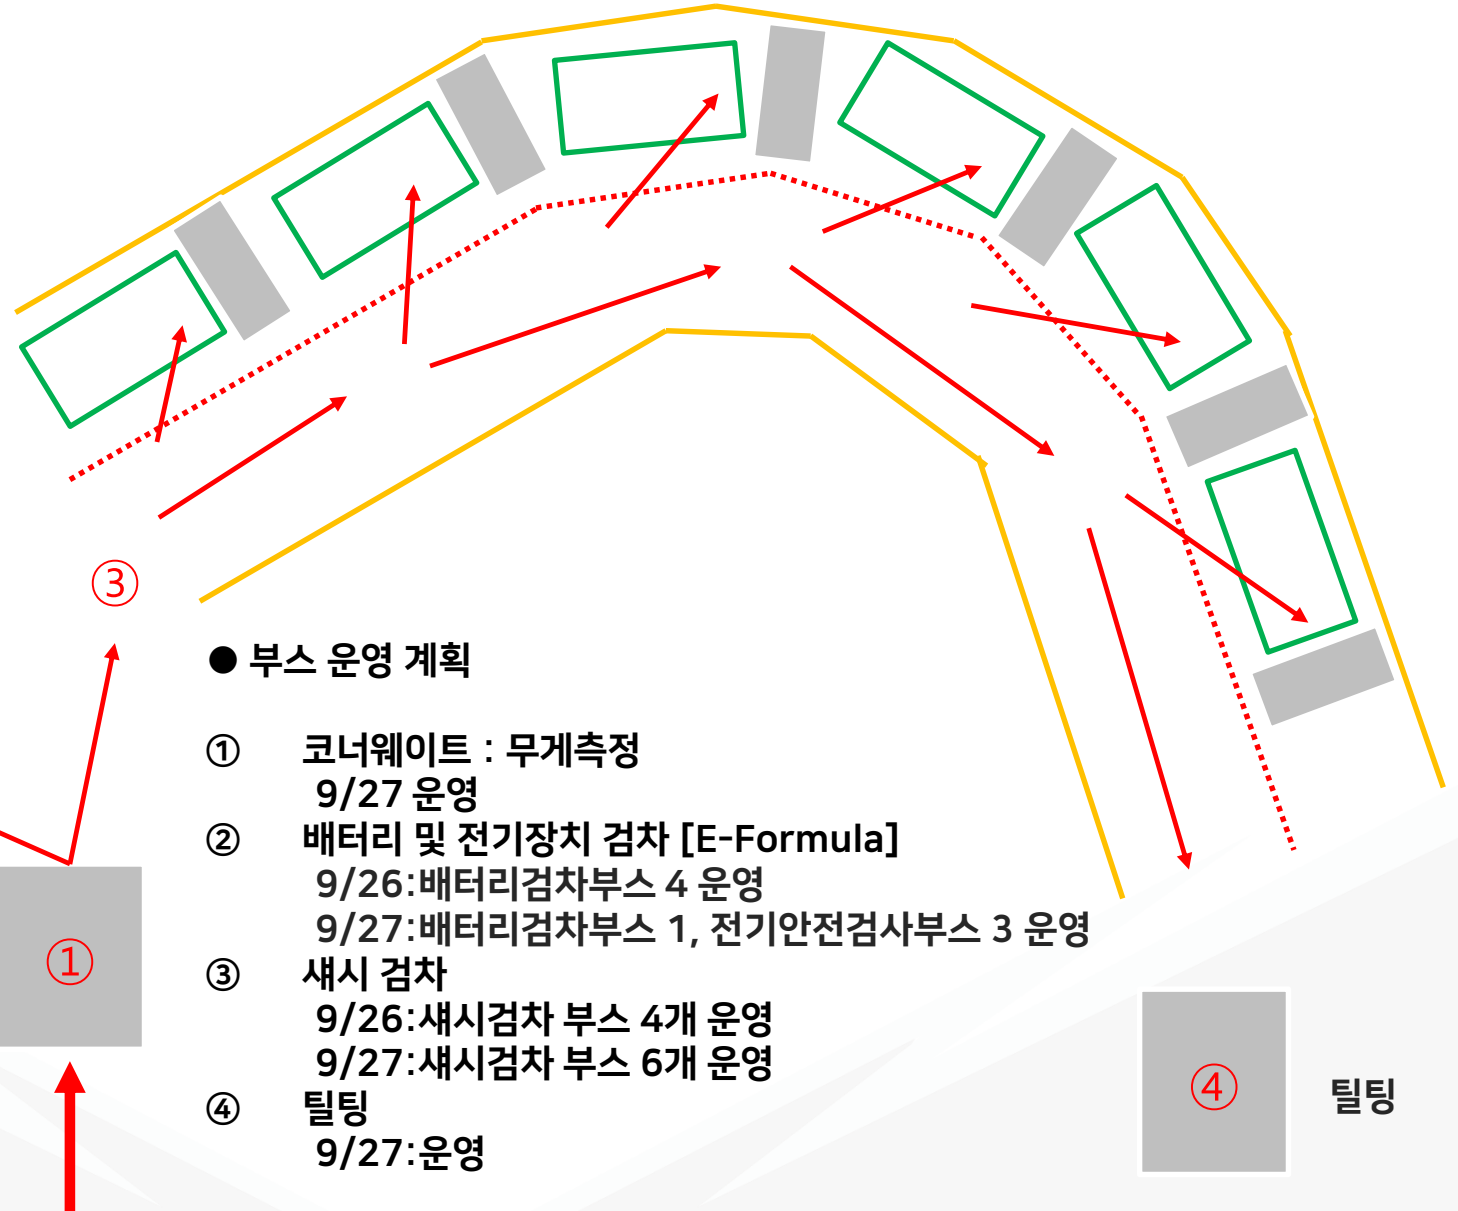 ③
● 부스 운영 계획
① 코너웨이트 : 무게측정
9/27 운영
② 배터리 및 전기장치 검차 [E-Formula]
9/26:배터리검차부스 4 운영
9/27:배터리검차부스 1, 전기안전검사부스 3 운영
③ 섀시 검차
9/26:섀시검차 부스 4개 운영
9/27:섀시검차 부스 6개 운영
④ 틸팅
9/27:운영
①
④ 틸팅